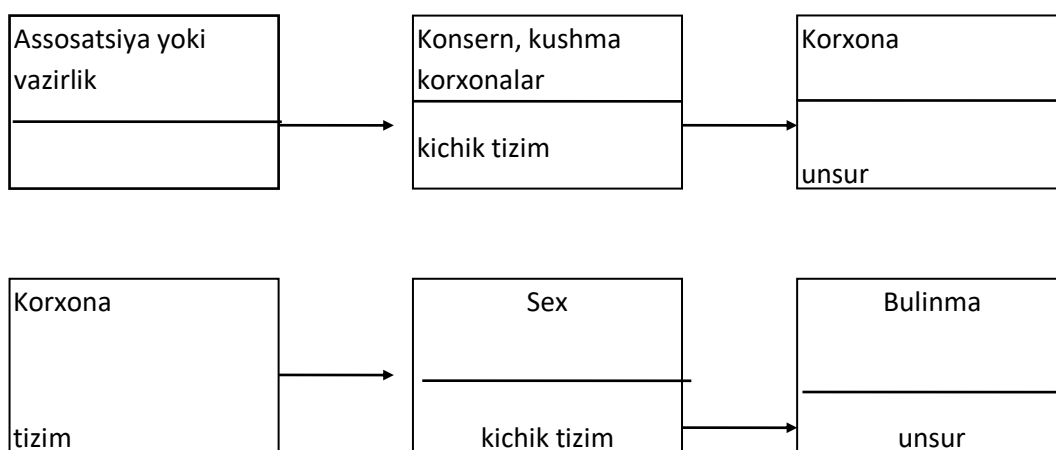 Assosatsiya yoki
vazirlik
Konsern, kushma
korxonalar
kichik tizim
Korxona
unsur
Korxona
tizim
Sex
kichik tizim
Bulinma
unsur